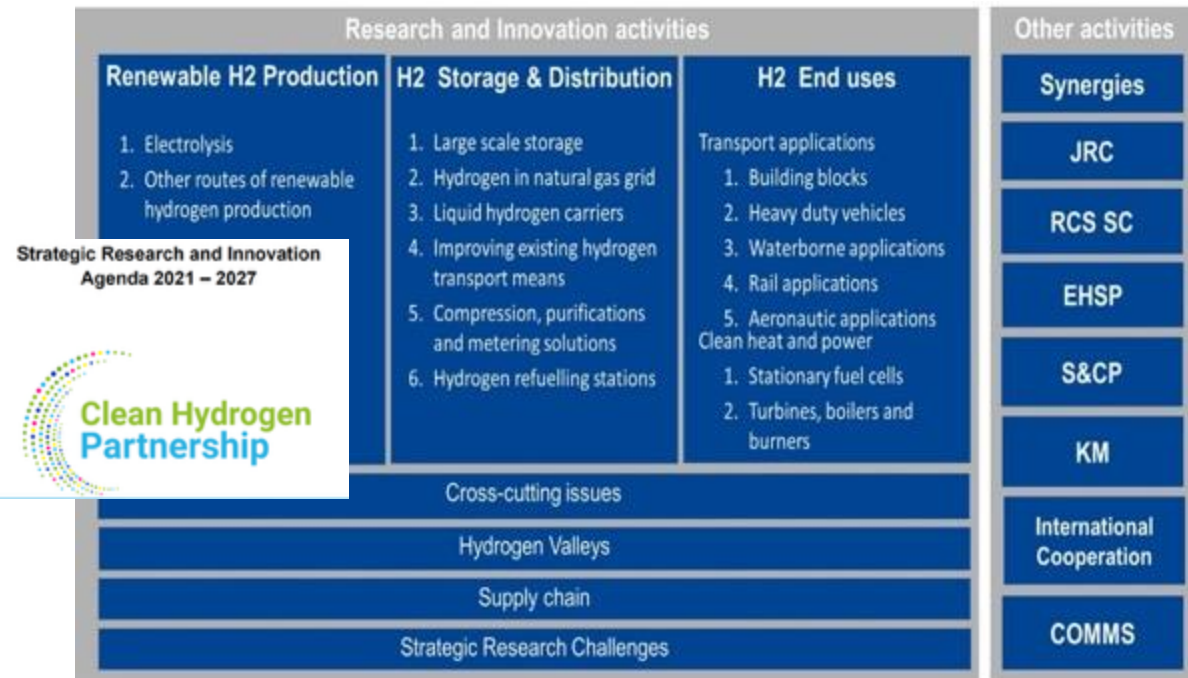 Research and Innovation activities
Renewable H2 Production
1. Electrolysis
2. Other routes of renewable
hydrogen production
Strategic Research and Innovation
Agenda 2021 – 2027
Clean Hydrogen
Partnership
H2 Storage & Distribution
1. Large scale storage
2. Hydrogen in natural gas grid
3. Liquid hydrogen carriers
4. Improving existing hydrogen
transport means
5. Compression, purifications
and metering solutions
6. Hydrogen refuelling stations
H2 End uses
Transport applications
1. Building blocks
2. Heavy duty vehicles
3. Waterborne applications
4. Rail applications
5. Aeronautic applications
Clean heat and power
1. Stationary fuel cells
2. Turbines, boilers and
burners
Cross-cutting issues
Hydrogen Valleys
Supply chain
Strategic Research Challenges
Other activities
Synergies
JRC
RCS SC
EHSP
S&CP
KM
International
Cooperation
COMMS